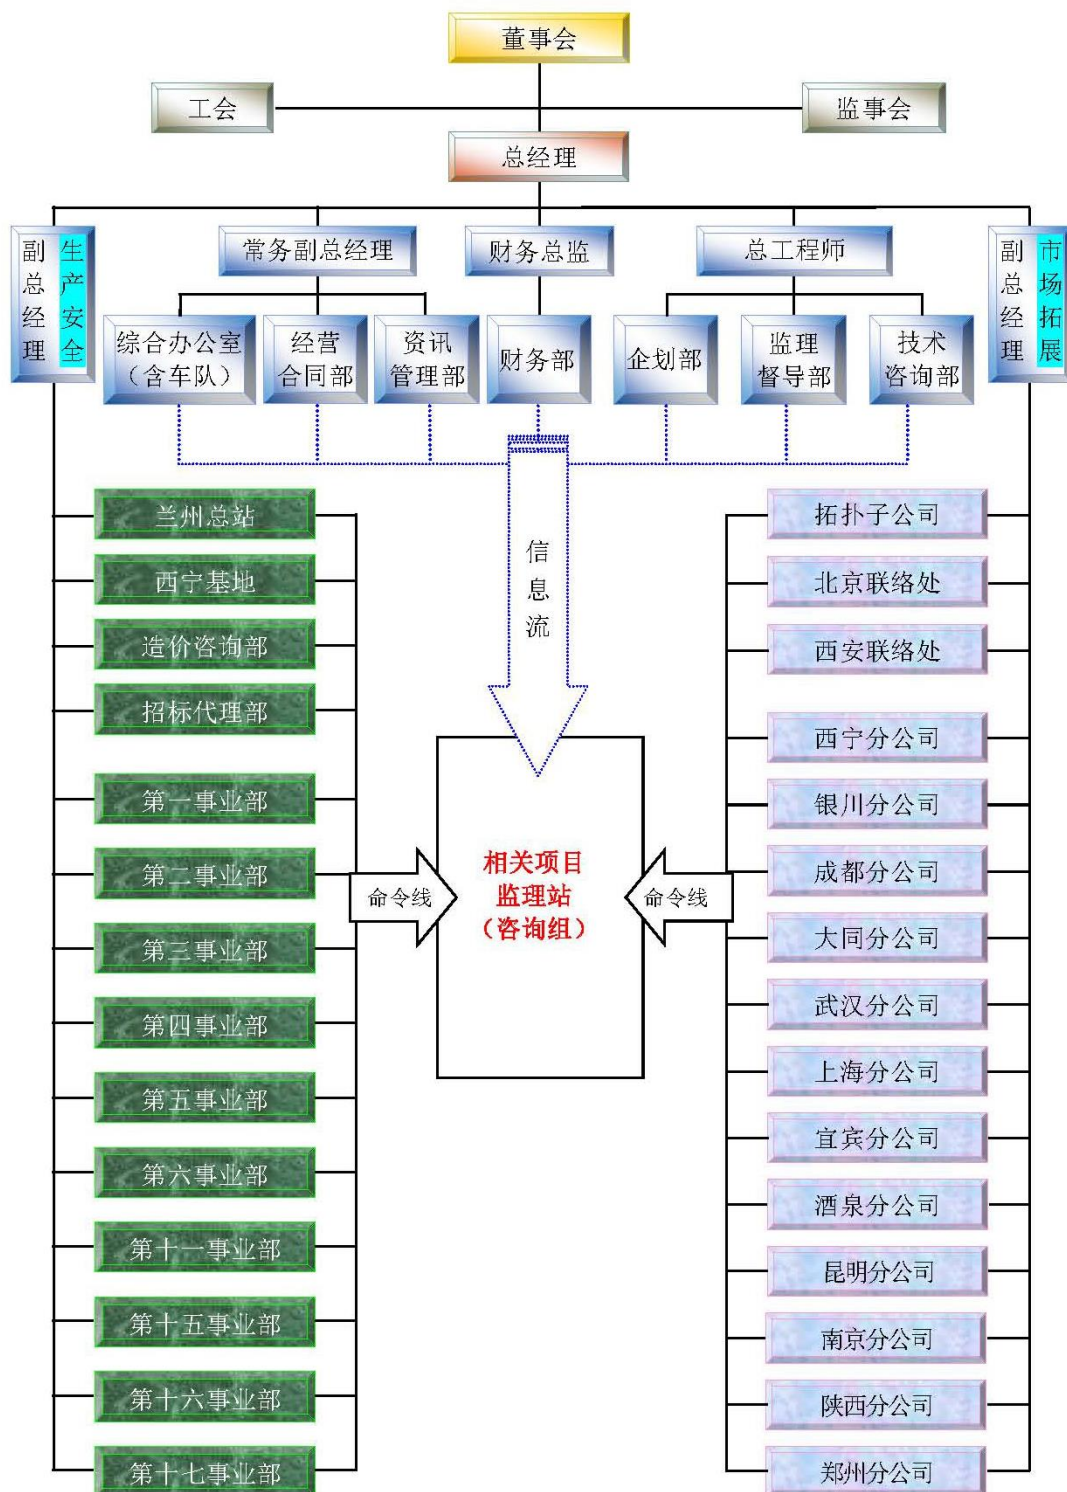 董事会
工会
监事会
总经理
副总经理
生产安全
常务副总经理
财务总监
总工程师
副总经理
市场拓展
综合办公室
（含车队）
经营
合同部
资讯
管理部
财务部
企划部
监理
督导部
技术
咨询部
信息流
兰州总站
西宁基地
造价咨询部
招标代理部
第一事业部
第二事业部
第三事业部
第四事业部
第五事业部
第六事业部
第十一事业部
第十五事业部
第十六事业部
第十七事业部
命令线
相关项目
监理站
（咨询组）
命令线
拓扑子公司
北京联络处
西安联络处
西宁分公司
银川分公司
成都分公司
大同分公司
武汉分公司
上海分公司
宜宾分公司
酒泉分公司
昆明分公司
南京分公司
陕西分公司
郑州分公司